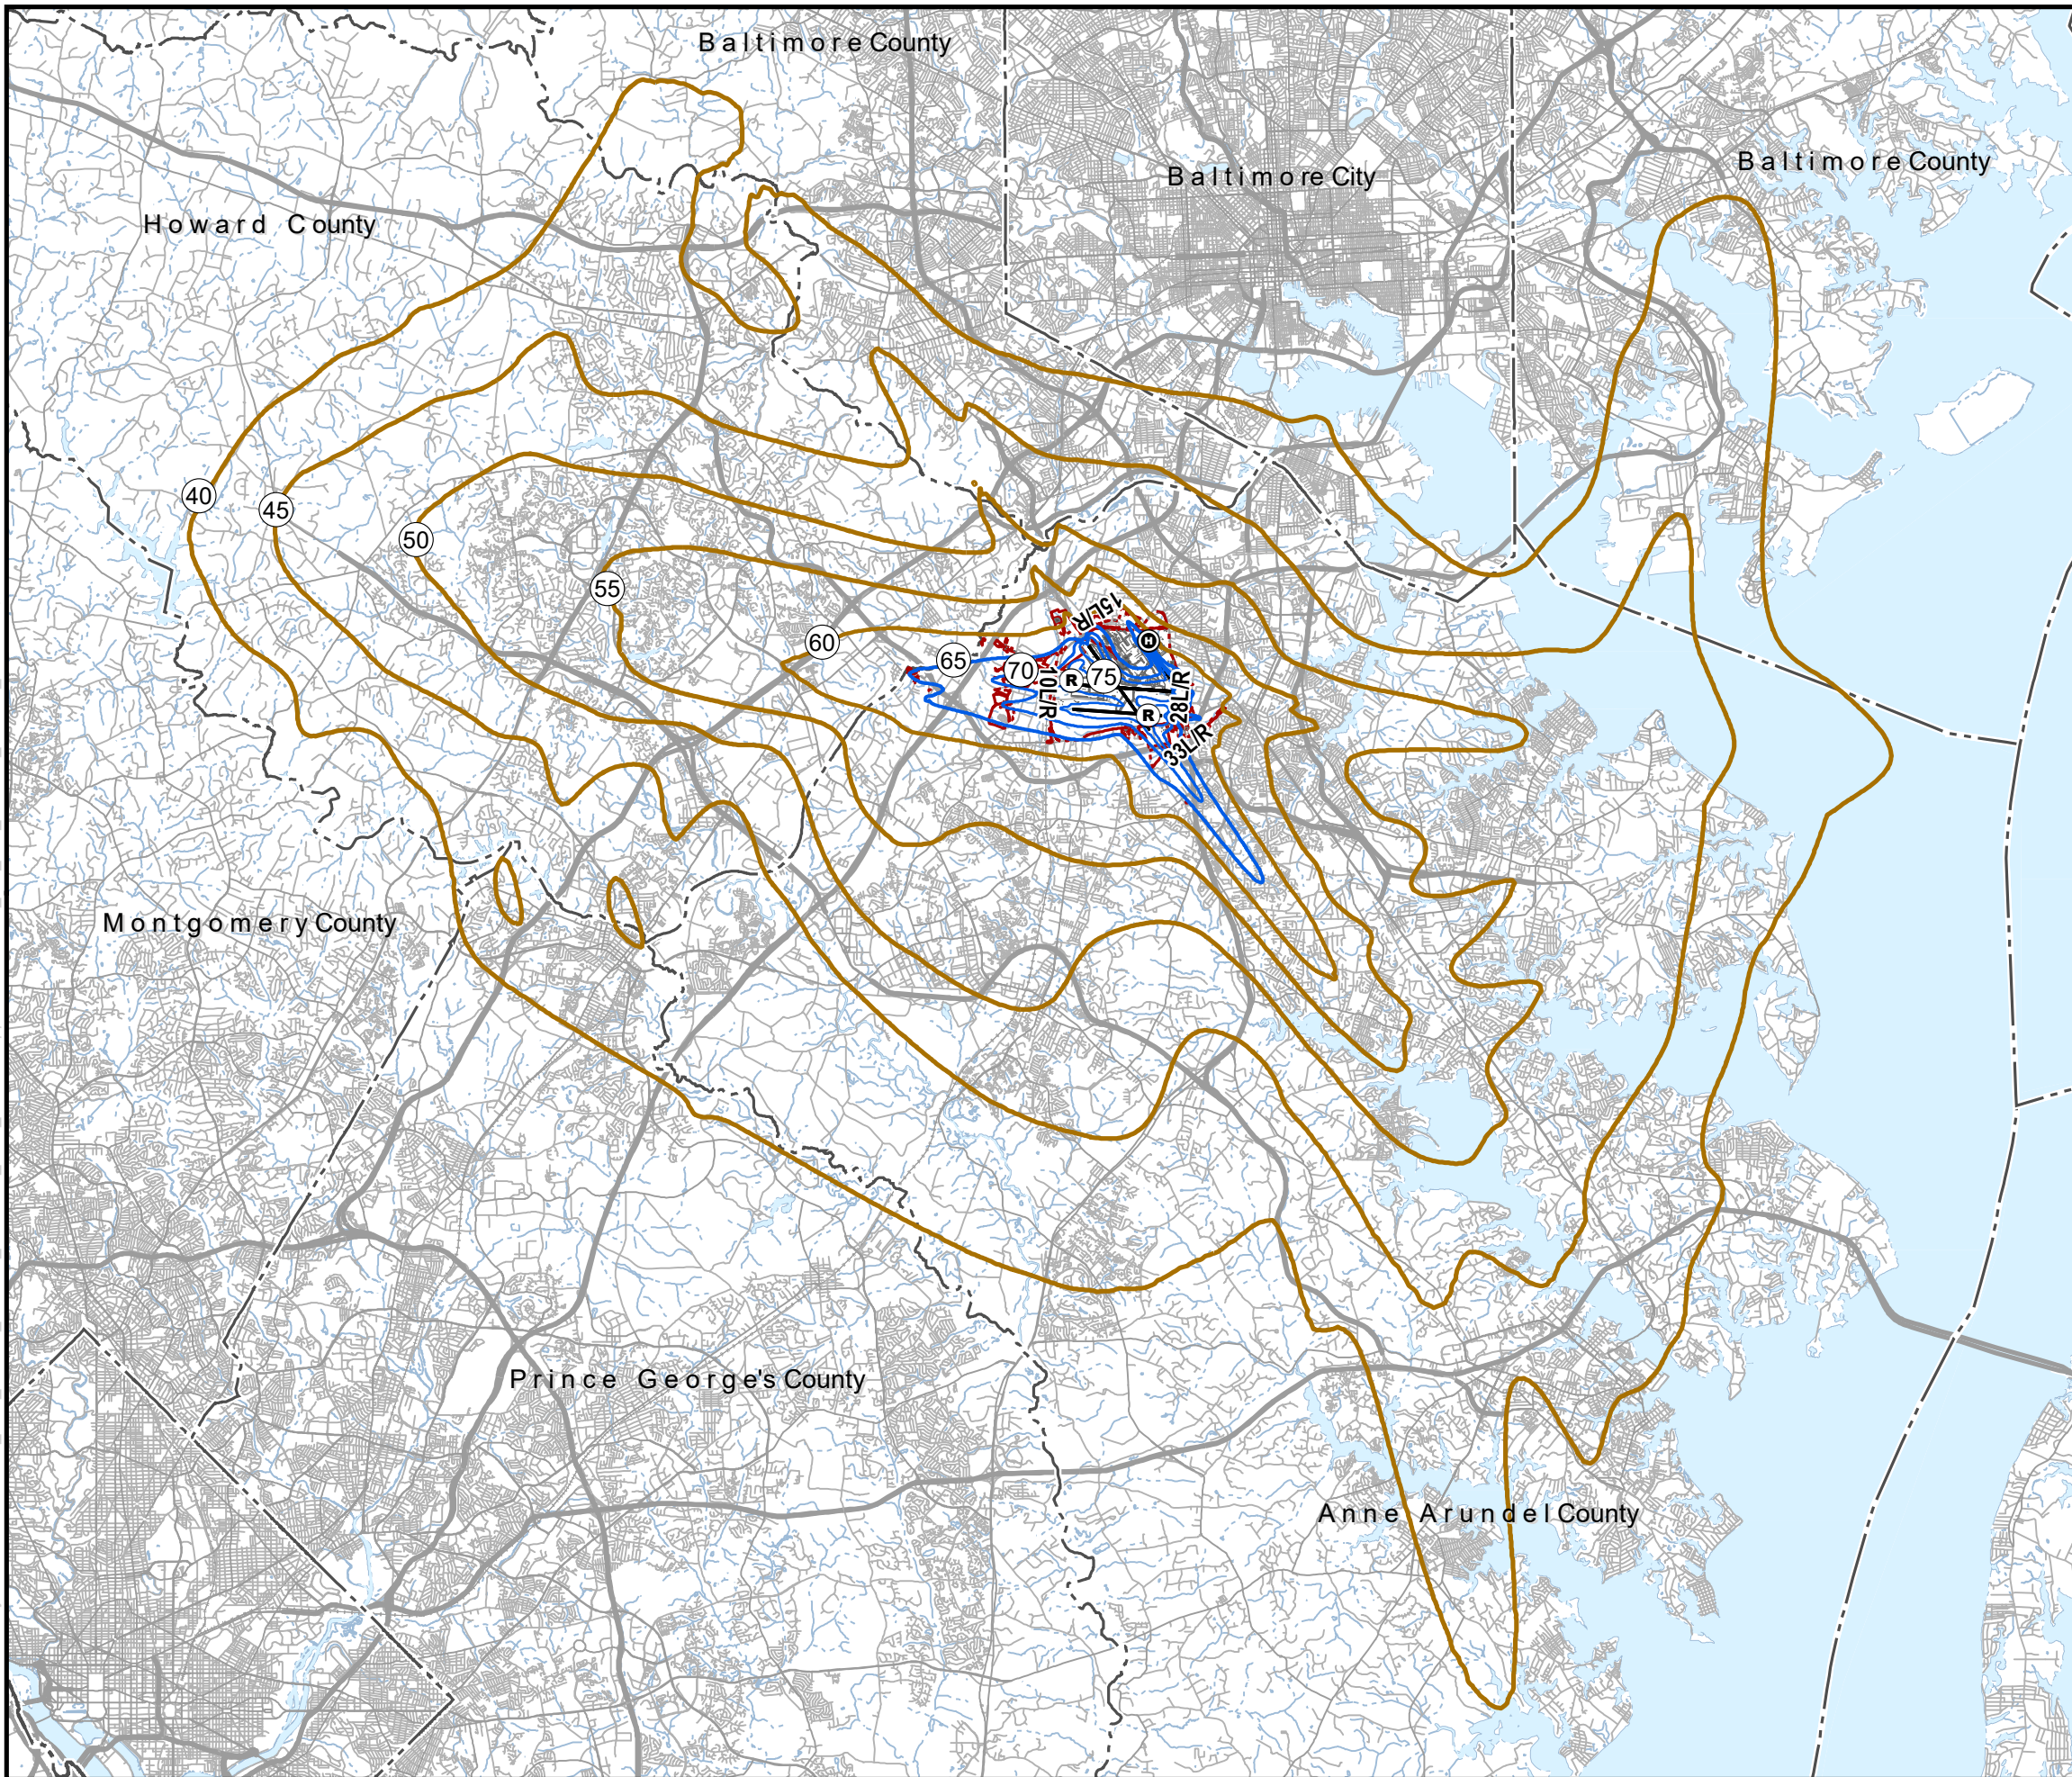 Baltimore County
Baltimore County
Baltimore City
Howard County
40
45
50
55
15L/R
H
60
65
70
75
R
10L/R
28L/R
R
33L/R
Montgomery County
Prince George's County
Anne Arundel County